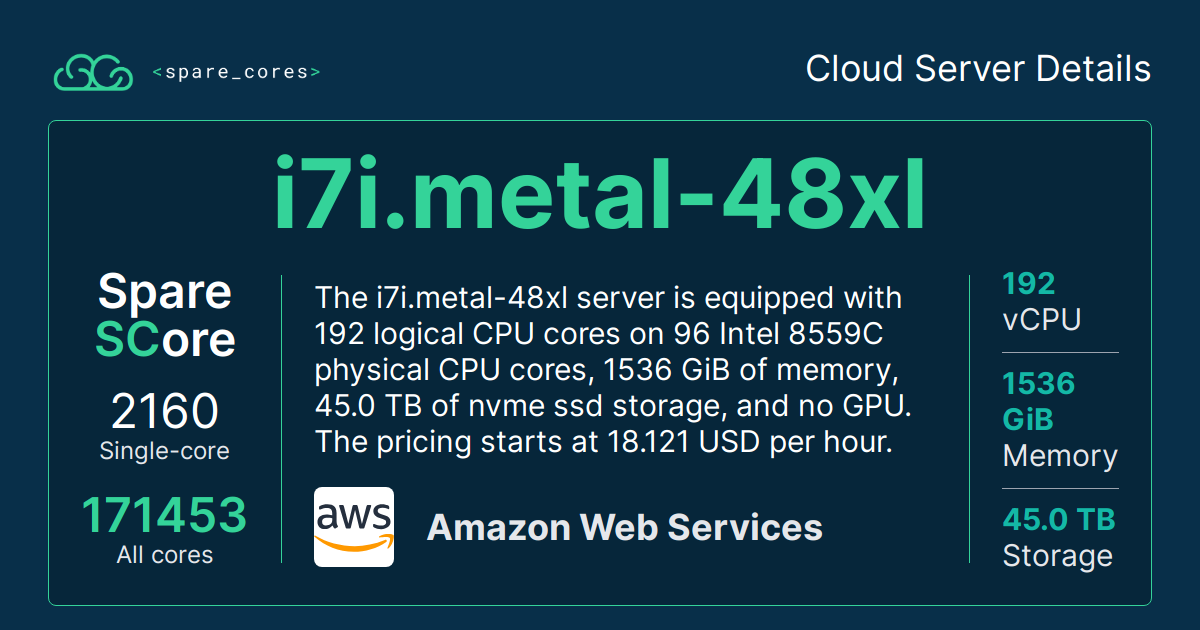 <spare_cores>
Cloud Server Details
i7i.metal-48xl
Spare
SCore
2160
Single-core
171453
All cores
The i7i.metal-48xl server is equipped with
192 logical CPU cores on 96 Intel 8559C
physical CPU cores, 1536 GiB of memory,
45.0 TB of nvme ssd storage, and no GPU.
The pricing starts at 18.121 USD per hour.
aws
Amazon Web Services
192
vCPU
1536
GiB
Memory
45.0 TB
Storage